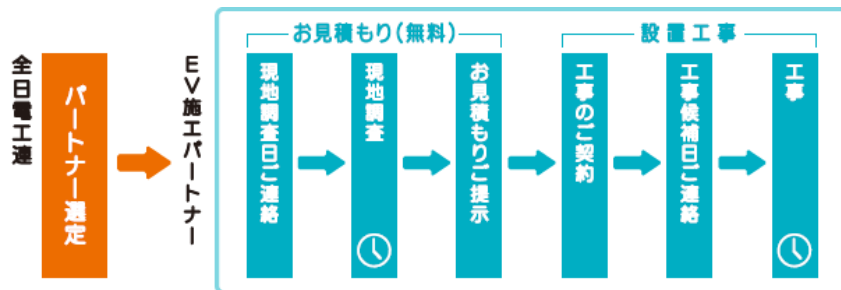 全日電工連
パートナー選定
EV施工パートナー
お見積もり(無料)
現地調査日ご連絡
現地調査
お見積もりご提示
設置工事
工事のご契約
工事候補日ご連絡
工事